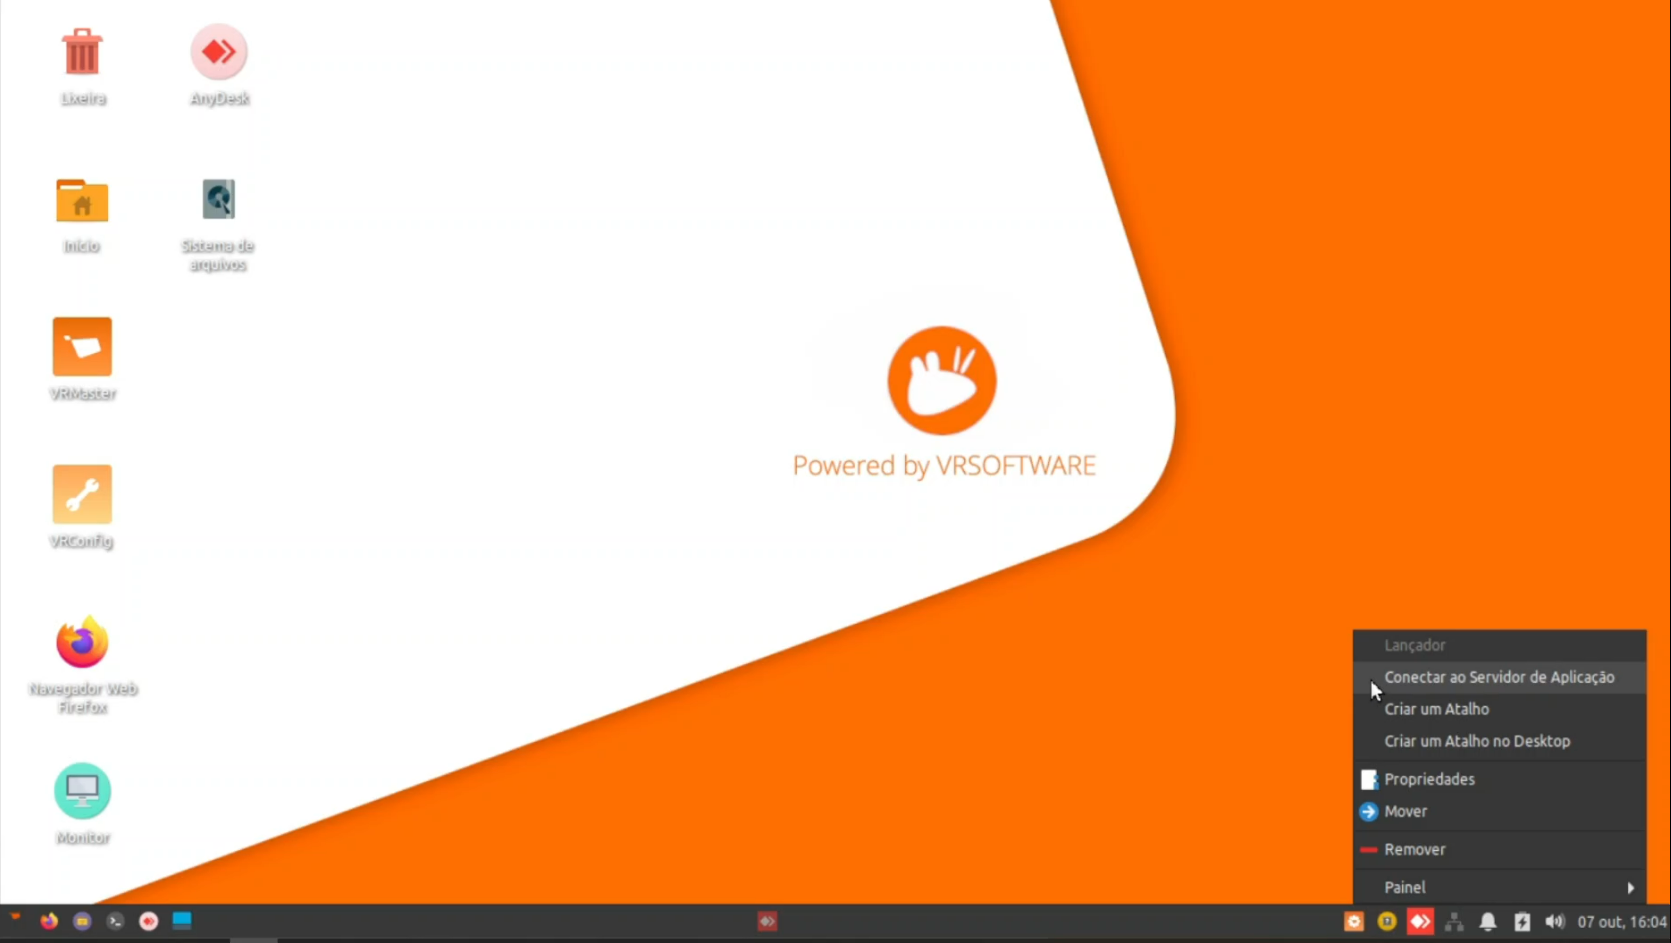 Lixeira
AnyDesk
Início
Sistema de
arquivos
VRMaster
VRConfig
Navegador Web
Firefox
Monitor
Powered by VRSOFTWARE
Lançador
Conectar ao Servidor de Aplicação
Criar um Atalho
Criar um Atalho no Desktop
Propriedades
Mover
Remover
Painel
07 out, 16:04